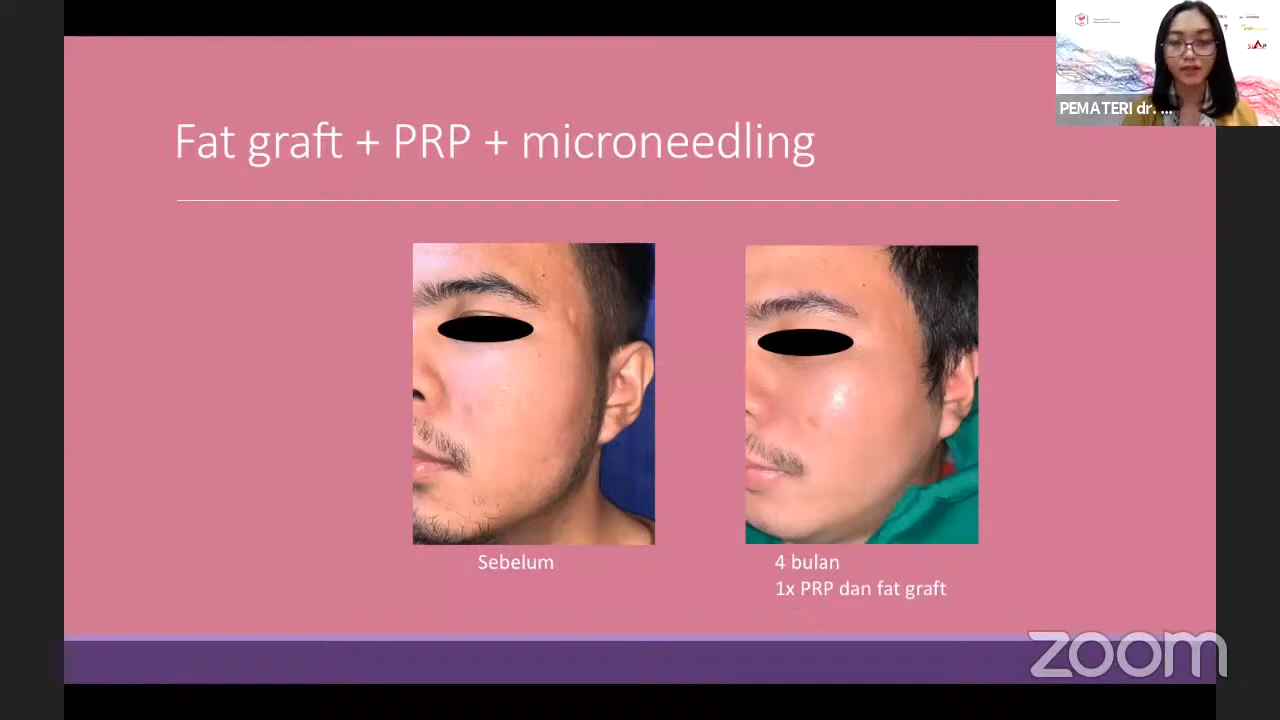 PEMATERI dr. ...
Fat graft + PRP + microneedling
Sebelum
4 bulan
1x PRP dan fat graft
zoom